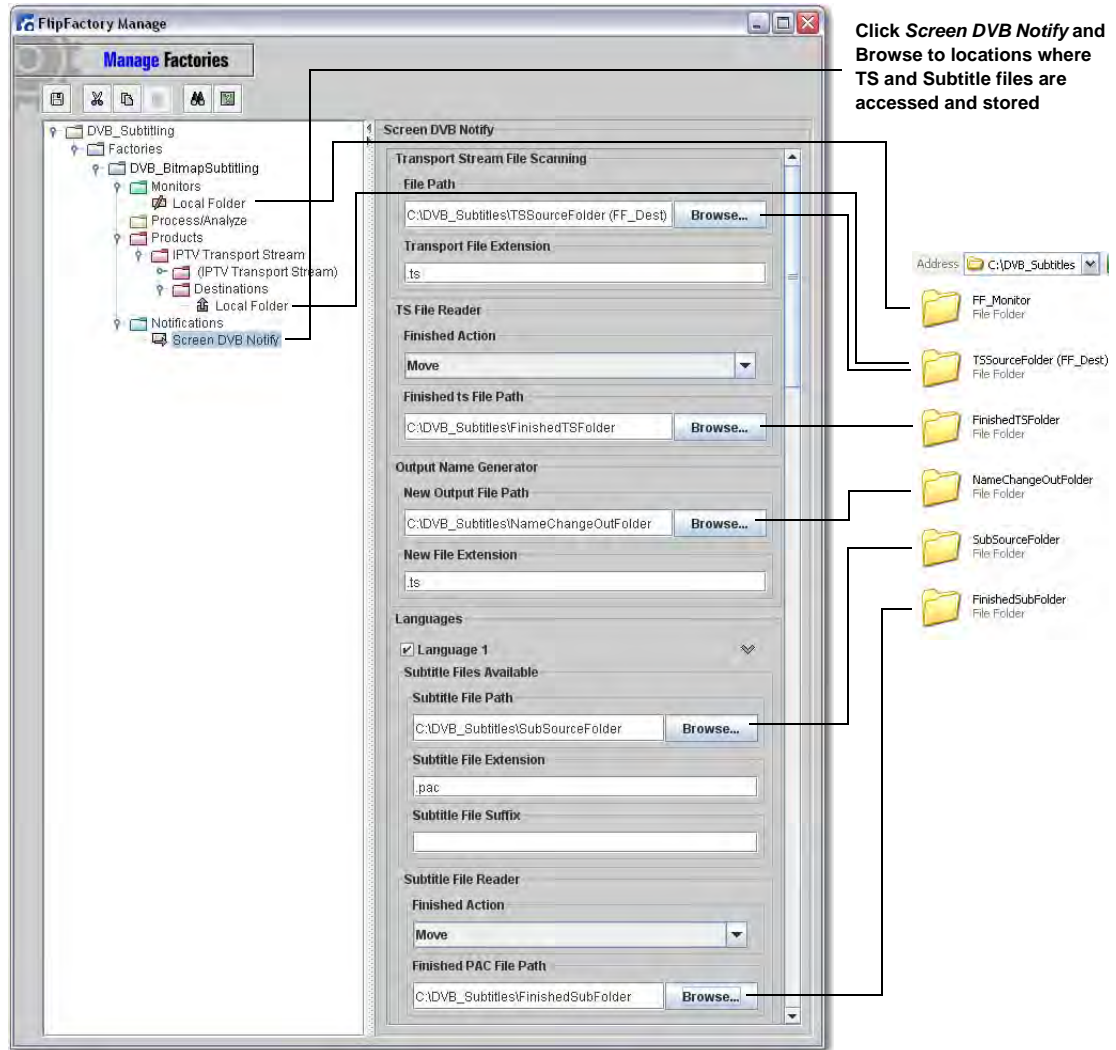 FlipFactory Manage
Manage Factories
Click Screen DVB Notify and
Browse to locations where
TS and Subtitle files are
accessed and stored
DVB_Subtitling
Factories
DVB_BitmapSubtitling
Monitors
Local Folder
Process/Analyze
Products
IPTV Transport Stream
(IPTV Transport Stream)
Destinations
Local Folder
Notifications
Screen DVB Notify
Screen DVB Notify
Transport Stream File Scanning
File Path
C:\DVB_Subtitles\TSSourceFolder (FF_Dest)
Browse...
Transport File Extension
.ts
TS File Reader
Finished Action
Move
Finished ts File Path
C:\DVB_Subtitles\FinishedTSFolder
Browse...
Output Name Generator
New Output File Path
C:\DVB_Subtitles\NameChangeOutFolder
Browse...
New File Extension
.ts
Languages
Language 1
Subtitle Files Available
Subtitle File Path
C:\DVB_Subtitles\SubSourceFolder
Browse...
Subtitle File Extension
.pac
Subtitle File Suffix
Subtitle File Reader
Finished Action
Move
Finished PAC File Path
C:\DVB_Subtitles\FinishedSubFolder
Browse...
Address C:\DVB_Subtitles
FF_Monitor
File Folder
TSSourceFolder (FF_Dest)
File Folder
FinishedTSFolder
File Folder
NameChangeOutFolder
File Folder
SubSourceFolder
File Folder
FinishedSubFolder
File Folder